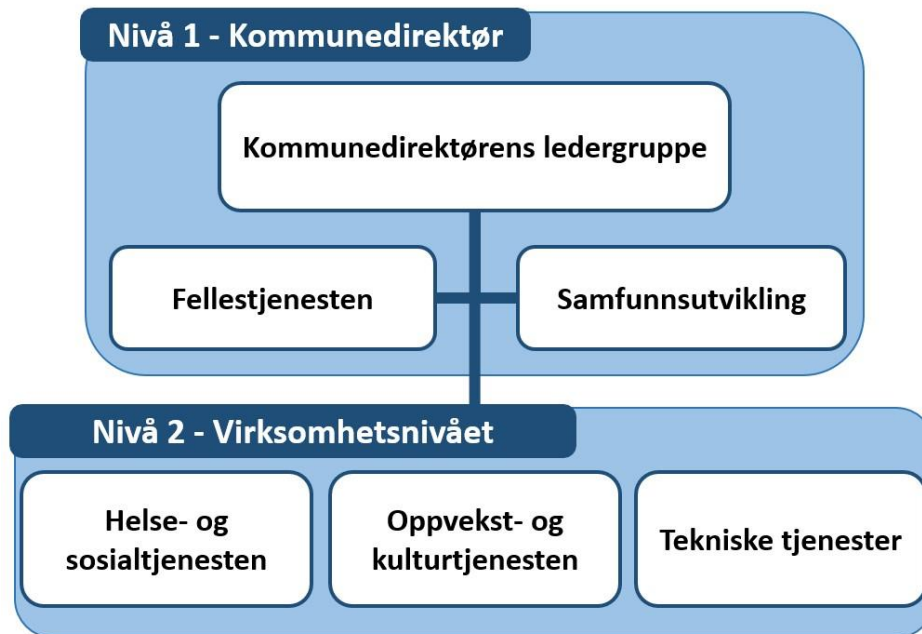 Nivå 1 - Kommunedirektør
Kommunedirektørens ledergruppe
Fellestjenesten
Samfunnsutvikling
Nivå 2 - Virksomhetsnivået
Helse- og
sosialtjenesten
Oppvekst- og
kulturtjenesten
Tekniske tjenester